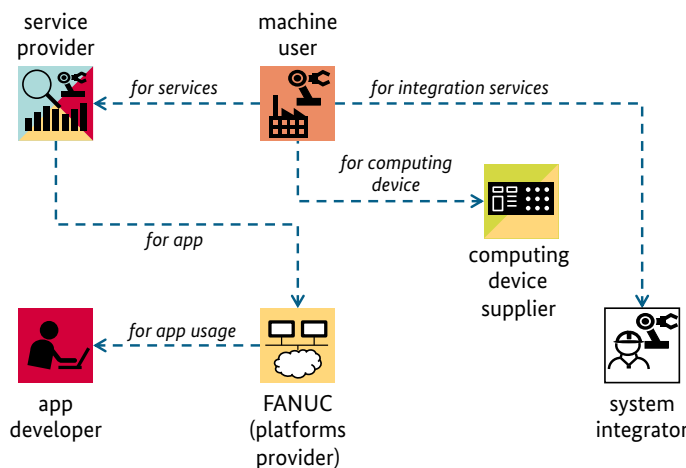 service
provider
machine
user
for services
for integration services
for computing
device
for app
computing
device
supplier
for app usage
app
developer
FANUC
(platforms
provider)
system
integrator